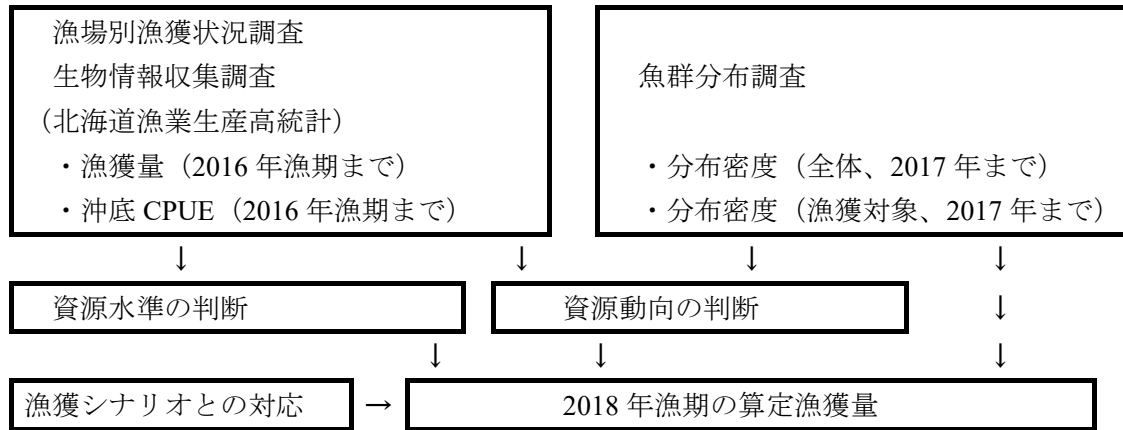 漁場別漁獲状況調査
生物情報収集調査
(北海道漁業生産高統計)
・漁獲量(2016 年漁期まで)
・沖底 CPUE(2016 年漁期まで)
魚群分布調査
・分布密度(全体、2017 年まで)
・分布密度(漁獲対象、2017 年まで)
↓ ↓ ↓ ↓
資源水準の判断
資源動向の判断
↓
↓ ↓ ↓
漁獲シナリオとの対応
→
2018 年漁期の算定漁獲量